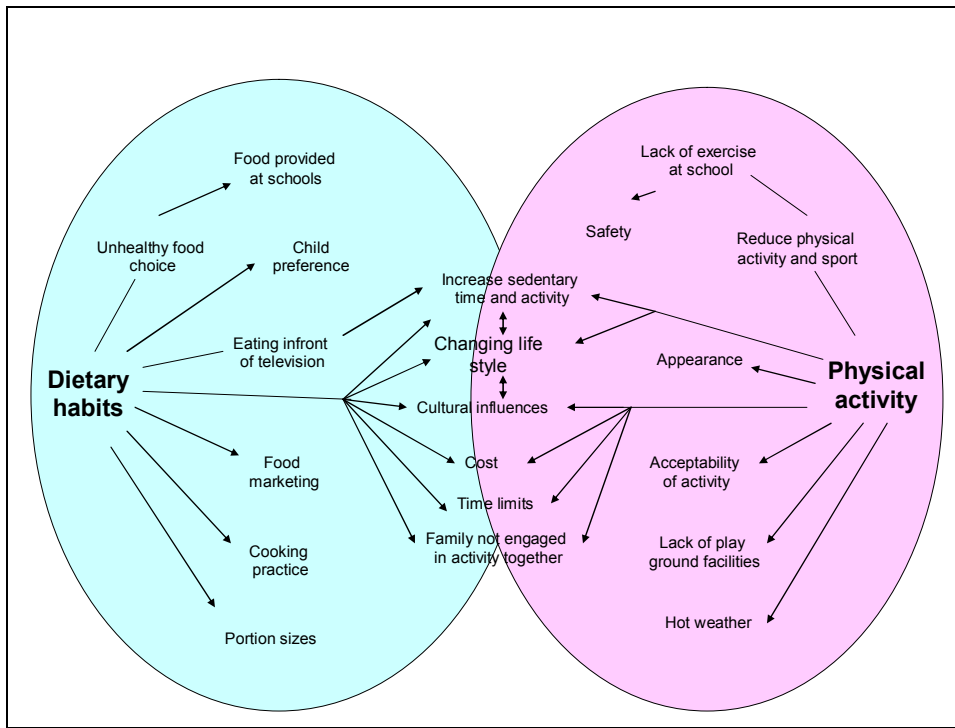 Food provided
at schools
Unhealthy food
choice
Child
preference
Eating infront
of television
Dietary
habits
Food
marketing
Cooking
practice
Portion sizes
Increase sedentary
time and activity
Changing life
style
Cultural influences
Cost
Time limits
Family not engaged
in activity together
Lack of exercise
at school
Safety
Reduce physical
activity and sport
Appearance
Physical
activity
Acceptability
of activity
Lack of play
ground facilities
Hot weather